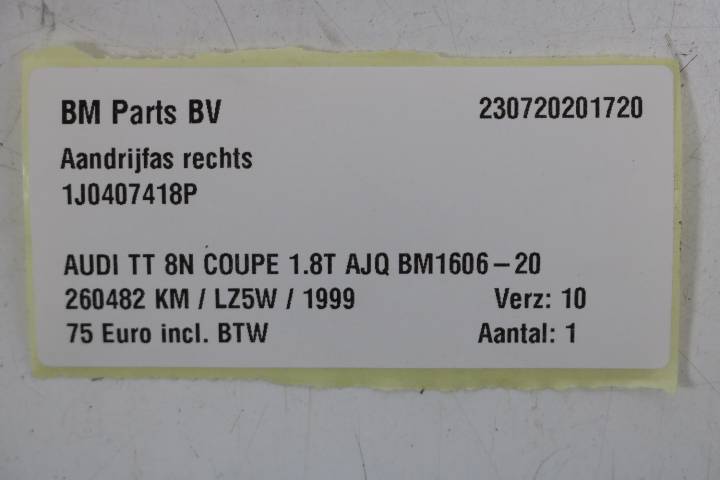 BM Parts BV 230720201720
Aandrijfas rechts
1J0407418P
AUDI TT 8N COUPE 1.8T AJQ BM1606-20
260482 KM / LZ5W / 1999 Verz: 10
75 Euro incl. BTW Aantal: 1